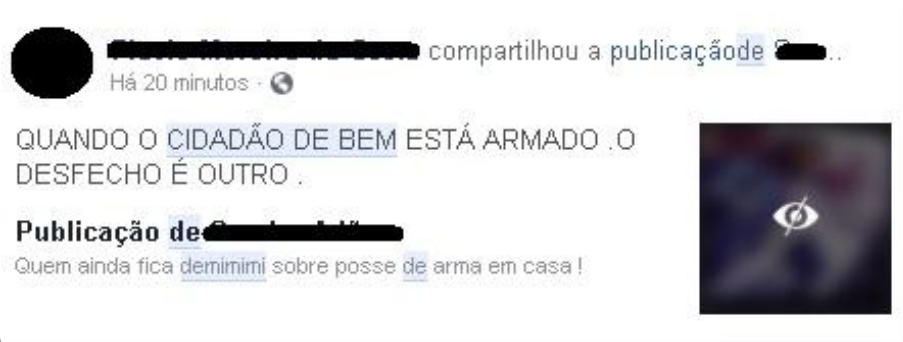 compartilhou a publicaçãode
Há 20 minutos ·
QUANDO O CIDADÃO DE BEM ESTÁ ARMADO .O
DESFECHO É OUTRO .
Publicação de
Quem ainda fica demimimi sobre posse de arma em casa !